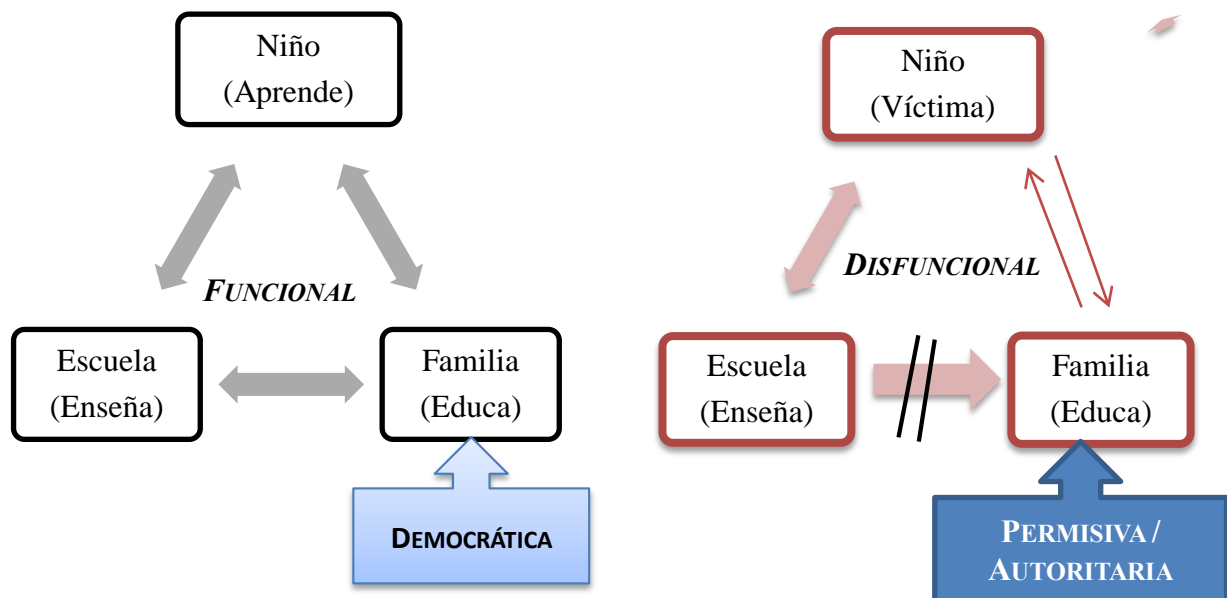 Niño
(Aprende)
FUNCIONAL
Escuela
(Enseña)
Familia
(Educa)
DEMOCRÁTICA
Niño
(Víctima)
DISFUNCIONAL
Escuela
(Enseña)
Familia
(Educa)
PERMISIVA /
AUTORITARIA